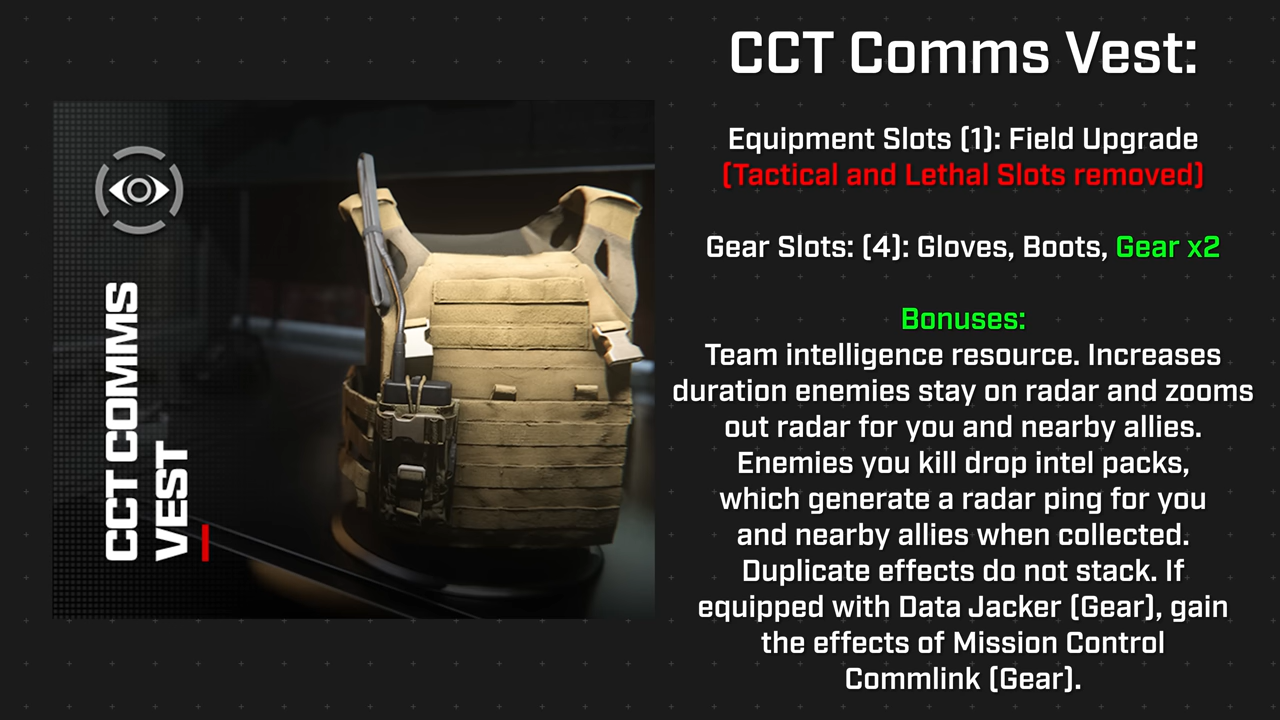 CCT Comms Vest:
CCT COMMS
VEST
Equipment Slots (1): Field Upgrade
(Tactical and Lethal Slots removed)
Gear Slots: (4): Gloves, Boots, Gear x2
Bonuses:
Team intelligence resource. Increases
duration enemies stay on radar and zooms
out radar for you and nearby allies.
Enemies you kill drop intel packs,
which generate a radar ping for you
and nearby allies when collected.
Duplicate effects do not stack. If
equipped with Data Jacker (Gear), gain
the effects of Mission Control
Commlink (Gear).